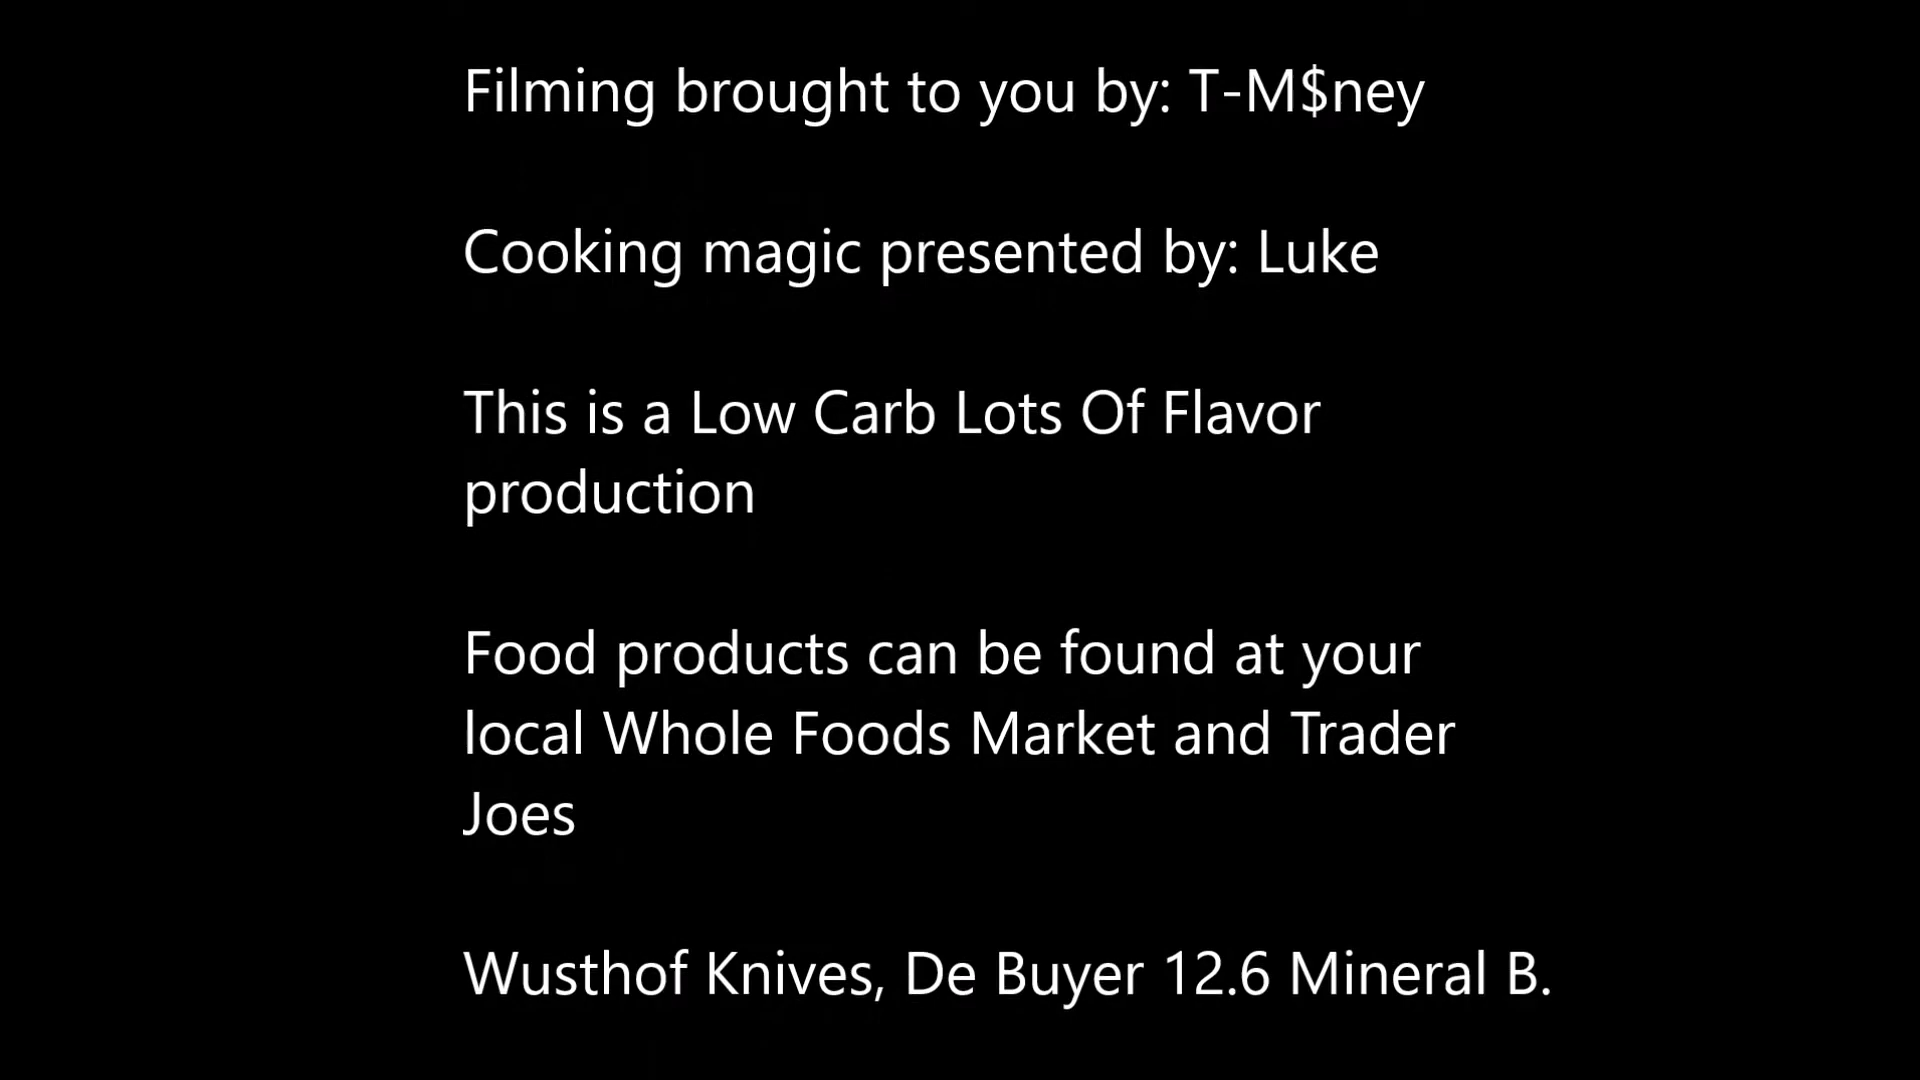 Filming brought to you by: T-M$ney
Cooking magic presented by: Luke
This is a Low Carb Lots Of Flavor
production
Food products can be found at your
local Whole Foods Market and Trader
Joes
Wusthof Knives, De Buyer 12.6 Mineral B.